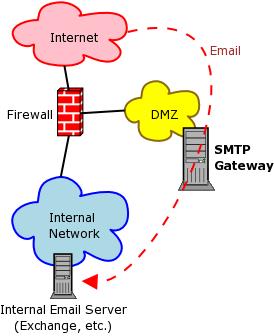 Internet
Email
Firewall
DMZ
SMTP
Gateway
Internal
Network
Internal Email Server
(Exchange, etc.)